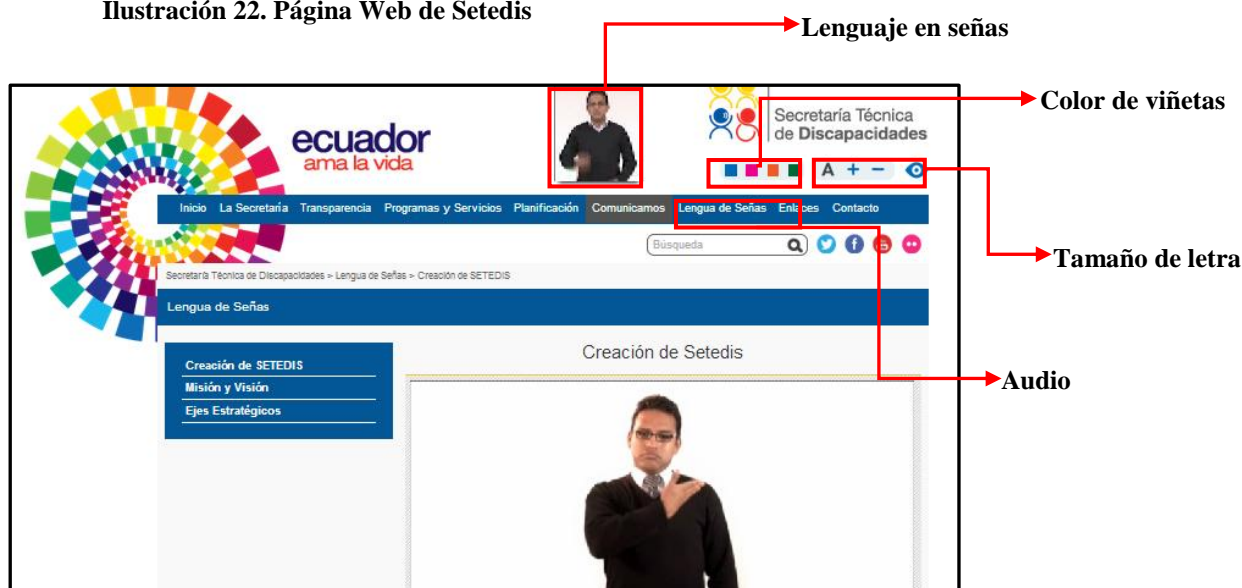 Ilustración 22. Página Web de Setedis
Lenguaje en señas
Color de viñetas
ecuador
ama la vida
Secretaría Técnica
de Discapacidades
A + −
Inicio La Secretaría Transparencia Programas y Servicios Planificación Comunicamos Lengua de Señas Enlaces Contacto
Búsqueda
Tamaño de letra
Secretaría Técnica de Discapacidades > Lengua de Señas > Creación de SETEDIS
Lengua de Señas
Creación de Setedis
Creación de SETEDIS
Misión y Visión
Ejes Estratégicos
Audio